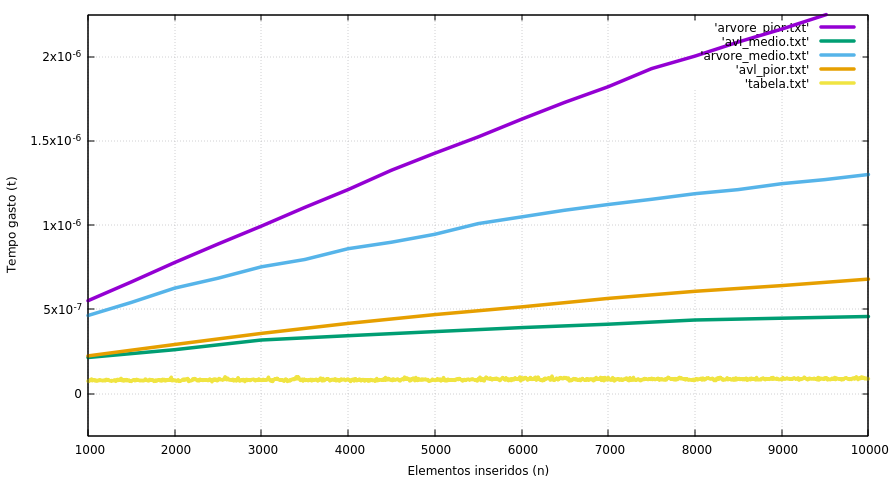 'arvore_pior.txt'
'avl_medio.txt'
'arvore_medio.txt'
'avl_pior.txt'
'tabela.txt'
2x10-6
1.5x10-6
1x10-6
5x10-7
0
Tempo gasto (t)
1000 2000 3000 4000 5000 6000 7000 8000 9000 10000
Elementos inseridos (n)